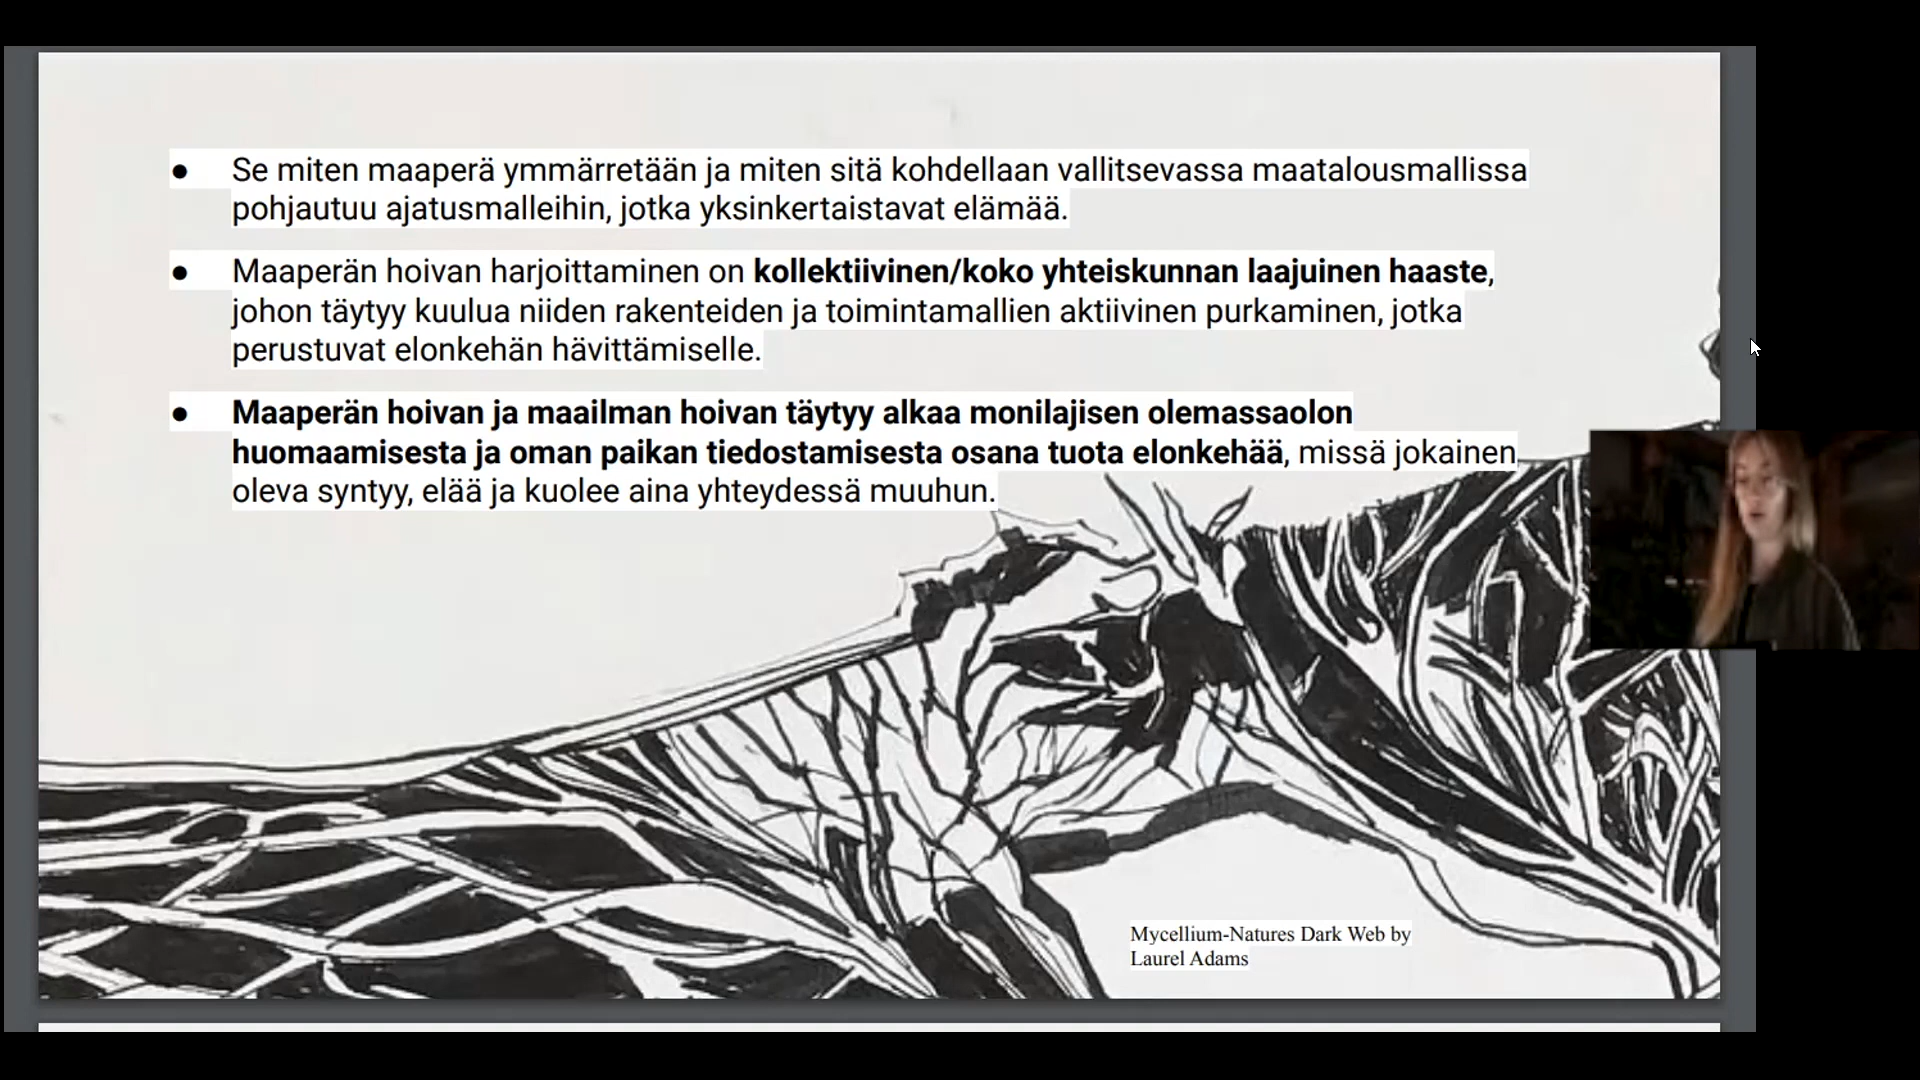 ● Se miten maaperä ymmärretään ja miten sitä kohdellaan vallitsevassa maatalousmallissa
pohjautuu ajatusmalleihin, jotka yksinkertaistavat elämää.
● Maaperän hoivan harjoittaminen on kollektiivinen/koko yhteiskunnan laajuinen haaste,
johon täytyy kuulua niiden rakenteiden ja toimintamallien aktiivinen purkaminen, jotka
perustuvat elonkehän hävittämiselle.
● Maaperän hoivan ja maailman hoivan täytyy alkaa monilajisen olemassaolon
huomaamisesta ja oman paikan tiedostamisesta osana tuota elonkehää, missä jokainen
oleva syntyy, elää ja kuolee aina yhteydessä muuhun.
Mycellium-Natures Dark Web by
Laurel Adams